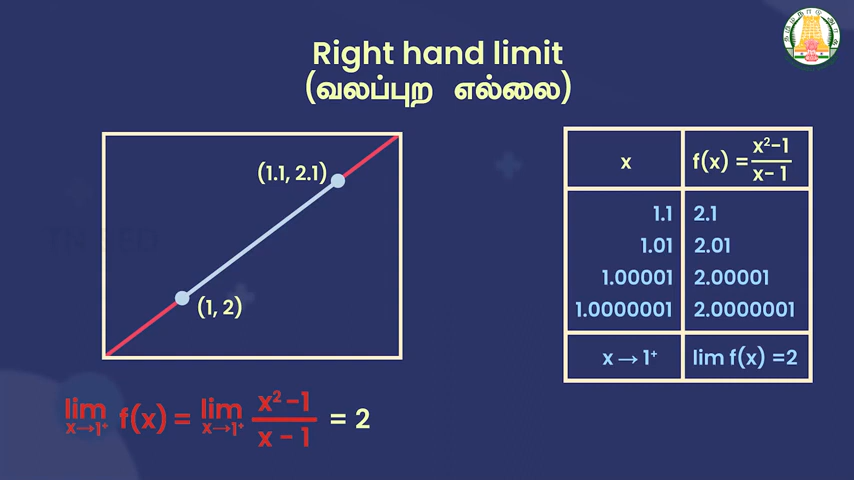 Right hand limit
(வலப்புற எல்லை)
(1.1, 2.1)
(1, 2)
x f(x) = x²-1 / x- 1
1.1 2.1
1.01 2.01
1.00001 2.00001
1.0000001 2.0000001
x → 1⁺ lim f(x) =2
lim x→1⁺ f(x) = lim x→1⁺ x² -1 / x - 1 = 2